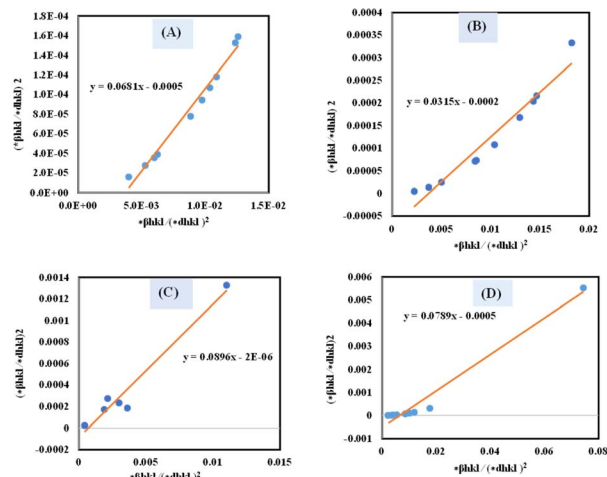 1.8E-04
1.6E-04
1.4E-04
1.2E-04
1.0E-04
8.0E-05
6.0E-05
4.0E-05
2.0E-05
0.0E+00
(*βhkl/*dhkl) 2
(A)
y = 0.0681x - 0.0005
0.0E+00 5.0E-03 1.0E-02 1.5E-02
*βhkl/(*dhkl)²
0.0004
0.0003
0.0002
0.0001
0.00005
0
-0.00005
(*βhkl/*dhkl) 2
(B)
y = 0.0315x - 0.0002
0 0.005 0.01 0.015 0.02
*βhkl/(*dhkl)²
0.0014
0.0012
0.001
0.0008
0.0006
0.0004
0.0002
0
-0.0002
(*βhkl/*dhkl)2
(C)
y = 0.0896x - 2E-06
0 0.005 0.01 0.015
*βhkl/(*dhkl)²
0.006
0.005
0.004
0.003
0.002
0.001
0
-0.001
(*βhkl/*dhkl)2
(D)
y = 0.0789x - 0.0005
0 0.02 0.04 0.06 0.08
*βhkl/(*dhkl )²